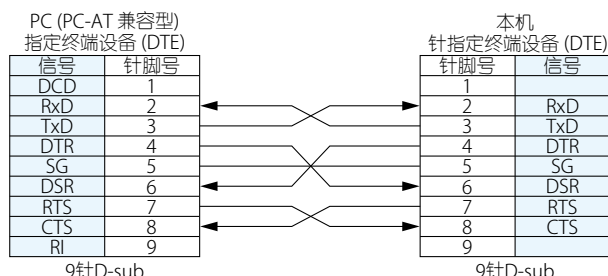 PC (PC-AT 兼容型)
指定终端设备 (DTE)
本机
针指定终端设备 (DTE)
信号 针脚号 针脚号 信号
DCD 1 1
RxD 2 2 RxD
TxD 3 3 TxD
DTR 4 4 DTR
SG 5 5 SG
DSR 6 6 DSR
RTS 7 7 RTS
CTS 8 8 CTS
RI 9 9
9针D-sub 9针D-sub